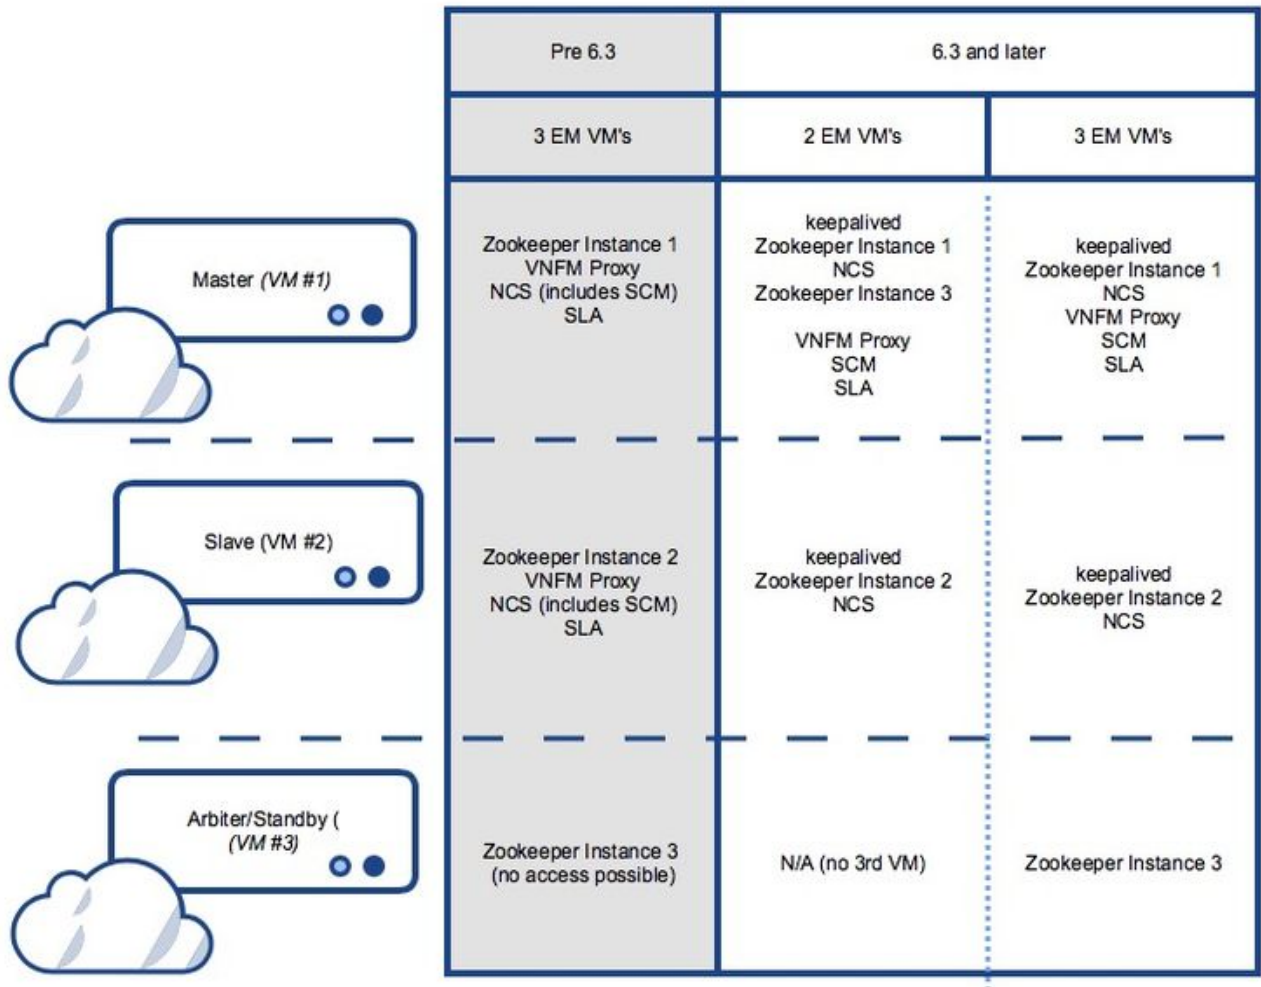 Pre 6.3
6.3 and later
3 EM VM's
2 EM VM's
3 EM VM's
Master (VM #1)
Zookeeper Instance 1
VNFM Proxy
NCS (includes SCM)
SLA
keepalived
Zookeeper Instance 1
NCS
Zookeeper Instance 3
VNFM Proxy
SCM
SLA
keepalived
Zookeeper Instance 1
NCS
VNFM Proxy
SCM
SLA
Slave (VM #2)
Zookeeper Instance 2
VNFM Proxy
NCS (includes SCM)
SLA
keepalived
Zookeeper Instance 2
NCS
keepalived
Zookeeper Instance 2
NCS
Arbiter/Standby (
(VM #3)
Zookeeper Instance 3
(no access possible)
N/A (no 3rd VM)
Zookeeper Instance 3